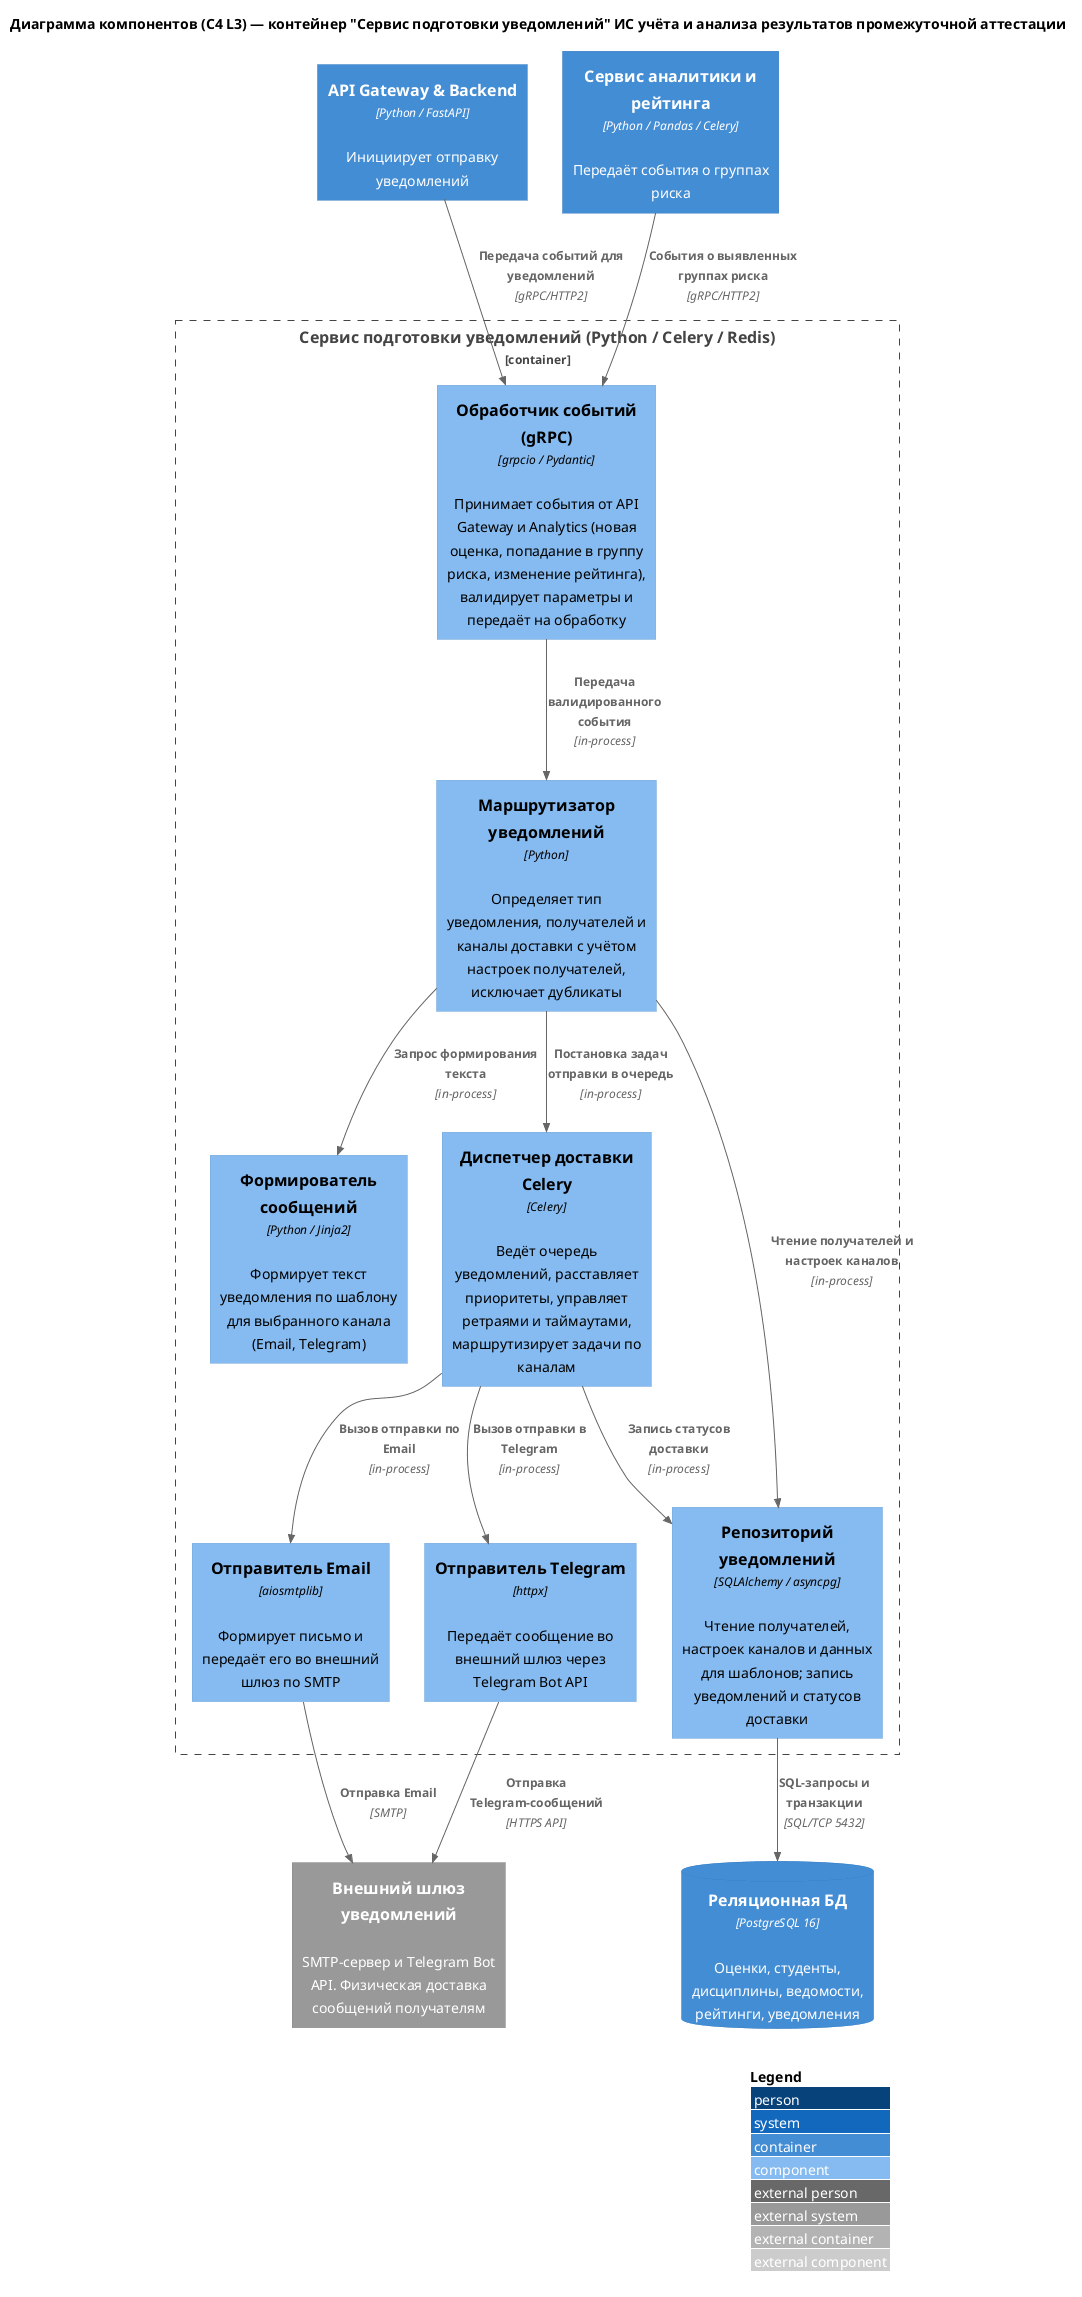 Диаграмма компонентов (C4 L3) — контейнер "Сервис подготовки уведомлений" ИС учёта и анализа результатов промежуточной аттестации
API Gateway & Backend
[Python / FastAPI]
Инициирует отправку
уведомлений
Сервис аналитики и
рейтинга
[Python / Pandas / Celery]
Передаёт события о группах
риска
Передача событий для
уведомлений
[gRPC/HTTP2]
События о выявленных
группах риска
[gRPC/HTTP2]
Сервис подготовки уведомлений (Python / Celery / Redis)
[container]
Обработчик событий
(gRPC)
[grpcio / Pydantic]
Принимает события от API
Gateway и Analytics (новая
оценка, попадание в группу
риска, изменение рейтинга),
валидирует параметры и
передаёт на обработку
Передача
валидированного
события
[in-process]
Маршрутизатор
уведомлений
[Python]
Определяет тип
уведомления, получателей и
каналы доставки с учётом
настроек получателей,
исключает дубликаты
Запрос формирования
текста
[in-process]
Постановка задач
отправки в очередь
[in-process]
Формирователь
сообщений
[Python / Jinja2]
Формирует текст
уведомления по шаблону
для выбранного канала
(Email, Telegram)
Диспетчер доставки
Celery
[Celery]
Ведёт очередь
уведомлений, расставляет
приоритеты, управляет
ретраями и таймаутами,
маршрутизирует задачи по
каналам
Чтение получателей и
настроек каналов
[in-process]
Вызов отправки по
Email
[in-process]
Вызов отправки в
Telegram
[in-process]
Запись статусов
доставки
[in-process]
Отправитель Email
[aiosmtplib]
Формирует письмо и
передаёт его во внешний
шлюз по SMTP
Отправитель Telegram
[httpx]
Передаёт сообщение во
внешний шлюз через
Telegram Bot API
Репозиторий
уведомлений
[SQLAlchemy / asyncpg]
Чтение получателей,
настроек каналов и данных
для шаблонов; запись
уведомлений и статусов
доставки
Отправка Email
[SMTP]
Отправка
Telegram-сообщений
[HTTPS API]
SQL-запросы и
транзакции
[SQL/TCP 5432]
Внешний шлюз
уведомлений
SMTP-сервер и Telegram Bot
API. Физическая доставка
сообщений получателям
Реляционная БД
[PostgreSQL 16]
Оценки, студенты,
дисциплины, ведомости,
рейтинги, уведомления
Legend
person
system
container
component
external person
external system
external container
external component